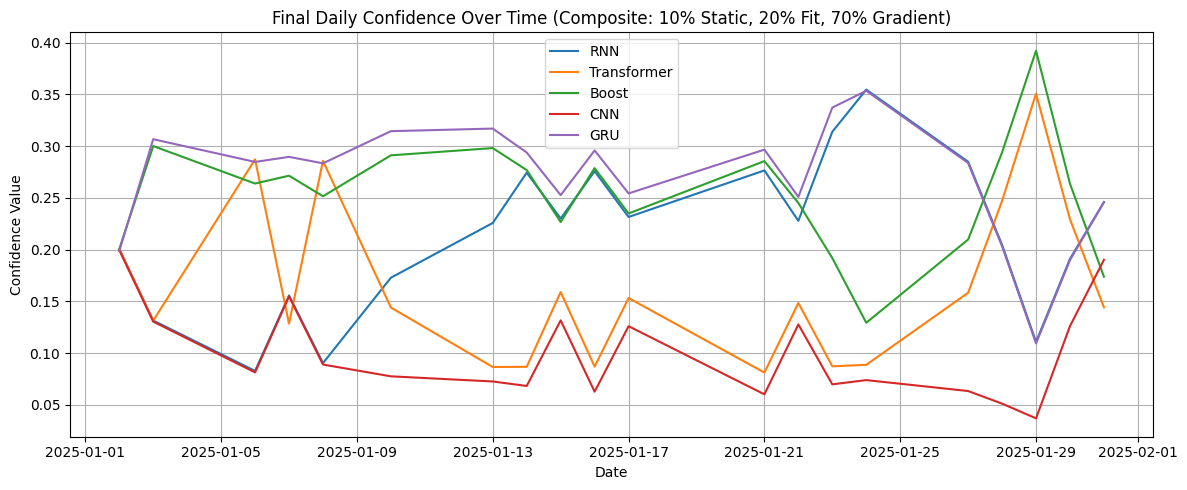 Final Daily Confidence Over Time (Composite: 10% Static, 20% Fit, 70% Gradient)
RNN
Transformer
Boost
CNN
GRU
Confidence Value
0.40
0.35
0.30
0.25
0.20
0.15
0.10
0.05
2025-01-01
2025-01-05
2025-01-09
2025-01-13
2025-01-17
2025-01-21
2025-01-25
2025-01-29
2025-02-01
Date